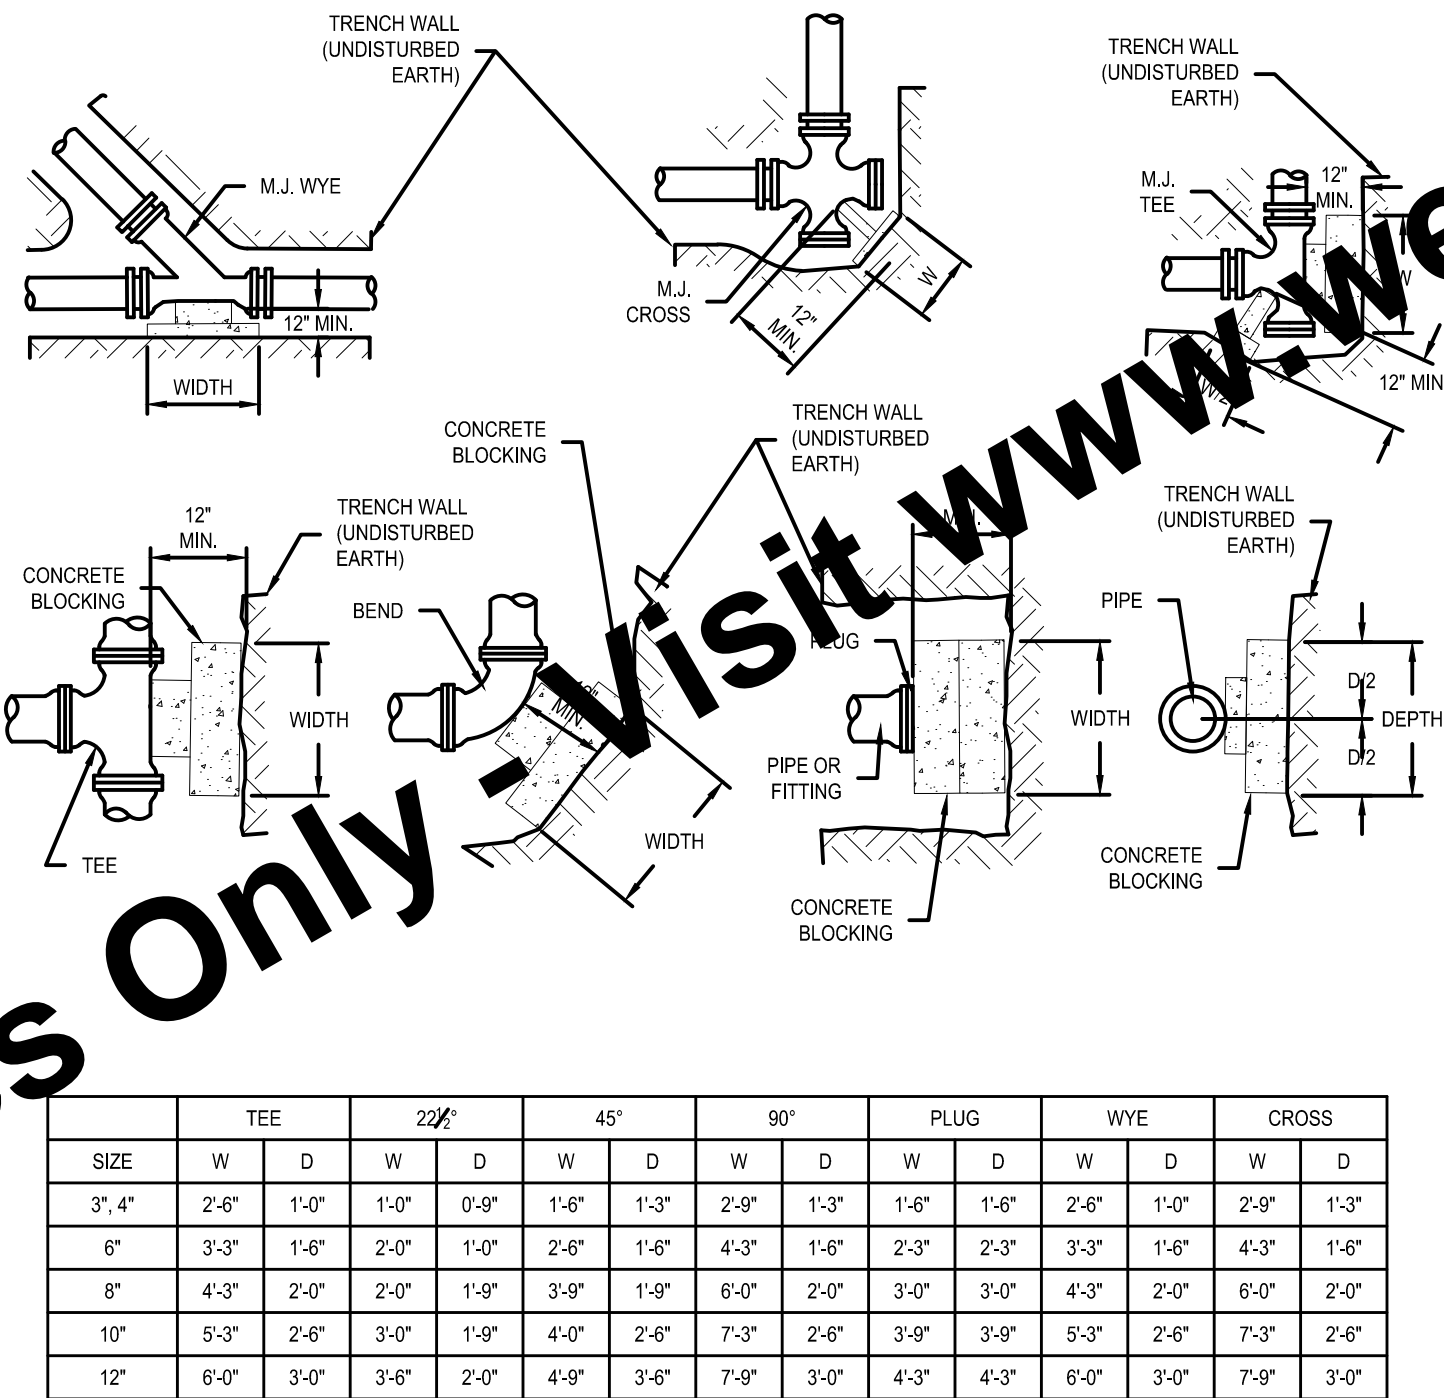 TRENCH WALL
(UNDISTURBED
EARTH)
TRENCH WALL
(UNDISTURBED
EARTH)
M.J. WYE
M.J.
TEE
12"
MIN.
M.J.
CROSS
W
12"
MIN.
W
12" MIN.
WIDTH
12" MIN
W/2
CONCRETE
BLOCKING
TRENCH WALL
(UNDISTURBED
EARTH)
TRENCH WALL
(UNDISTURBED
EARTH)
12"
MIN.
TRENCH WALL
(UNDISTURBED
EARTH)
CONCRETE
BLOCKING
BEND
PIPE
MIN
WIDTH
WIDTH
D/2
DEPTH
D/2
PIPE OR
FITTING
WIDTH
TEE
CONCRETE
BLOCKING
CONCRETE
BLOCKING
s Only - Visit www.we
TEE 22½° 45° 90° PLUG WYE CROSS
SIZE W D W D W D W D W D W D W D
3", 4" 2'-6" 1'-0" 1'-0" 0'-9" 1'-6" 1'-3" 2'-9" 1'-3" 1'-6" 1'-6" 2'-6" 1'-0" 2'-9" 1'-3"
6" 3'-3" 1'-6" 2'-0" 1'-0" 2'-6" 1'-6" 4'-3" 1'-6" 2'-3" 2'-3" 3'-3" 1'-6" 4'-3" 1'-6"
8" 4'-3" 2'-0" 2'-0" 1'-9" 3'-9" 1'-9" 6'-0" 2'-0" 3'-0" 3'-0" 4'-3" 2'-0" 6'-0" 2'-0"
10" 5'-3" 2'-6" 3'-0" 1'-9" 4'-0" 2'-6" 7'-3" 2'-6" 3'-9" 3'-9" 5'-3" 2'-6" 7'-3" 2'-6"
12" 6'-0" 3'-0" 3'-6" 2'-0" 4'-9" 3'-6" 7'-9" 3'-0" 4'-3" 4'-3" 6'-0" 3'-0" 7'-9" 3'-0"